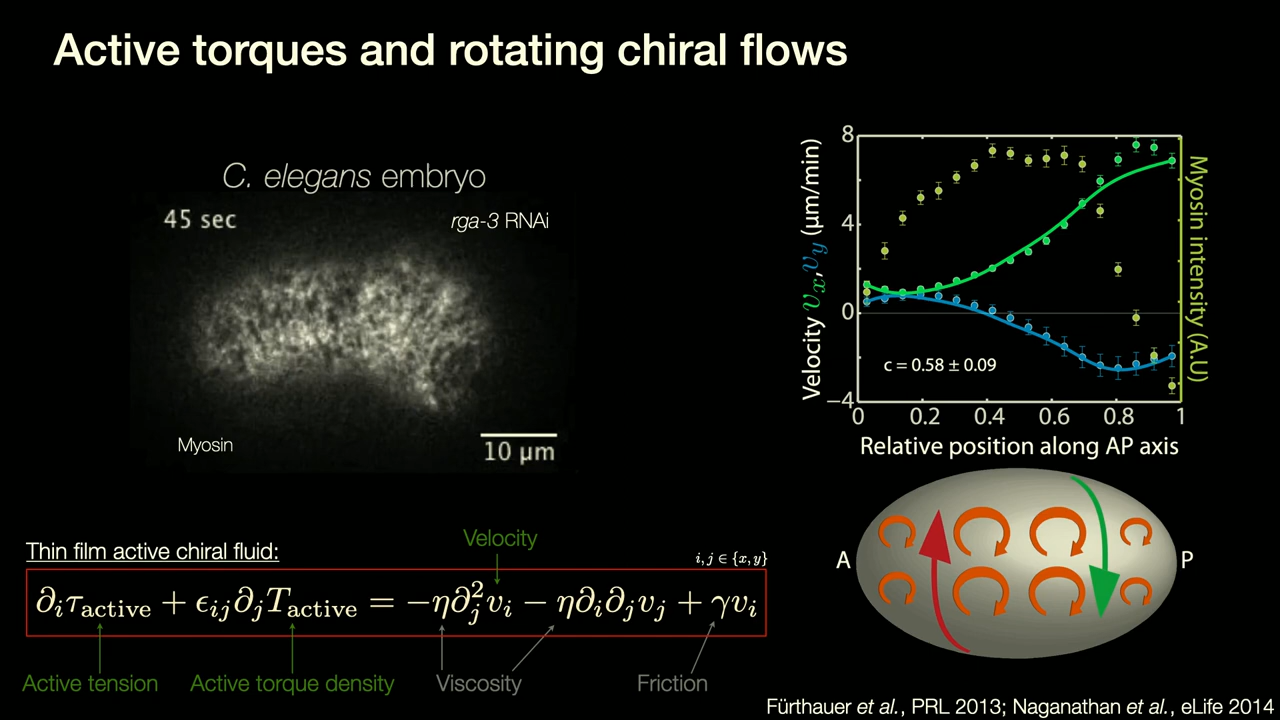 Active torques and rotating chiral flows
C. elegans embryo
45 sec
rga-3 RNAi
Myosin
10 μm
Velocity v_x, v_y (μm/min)
8
4
0
−4
c = 0.58 ± 0.09
0 0.2 0.4 0.6 0.8 1
Relative position along AP axis
Myosin intensity (A.U)
A
P
Thin film active chiral fluid:
Velocity
i, j ∈ {x, y}
∂_i τ_active + ϵ_ij ∂_j T_active = −η∂_j^2 v_i − η∂_i ∂_j v_j + γv_i
Active tension
Active torque density
Viscosity
Friction
Fürthauer et al., PRL 2013; Naganathan et al., eLife 2014